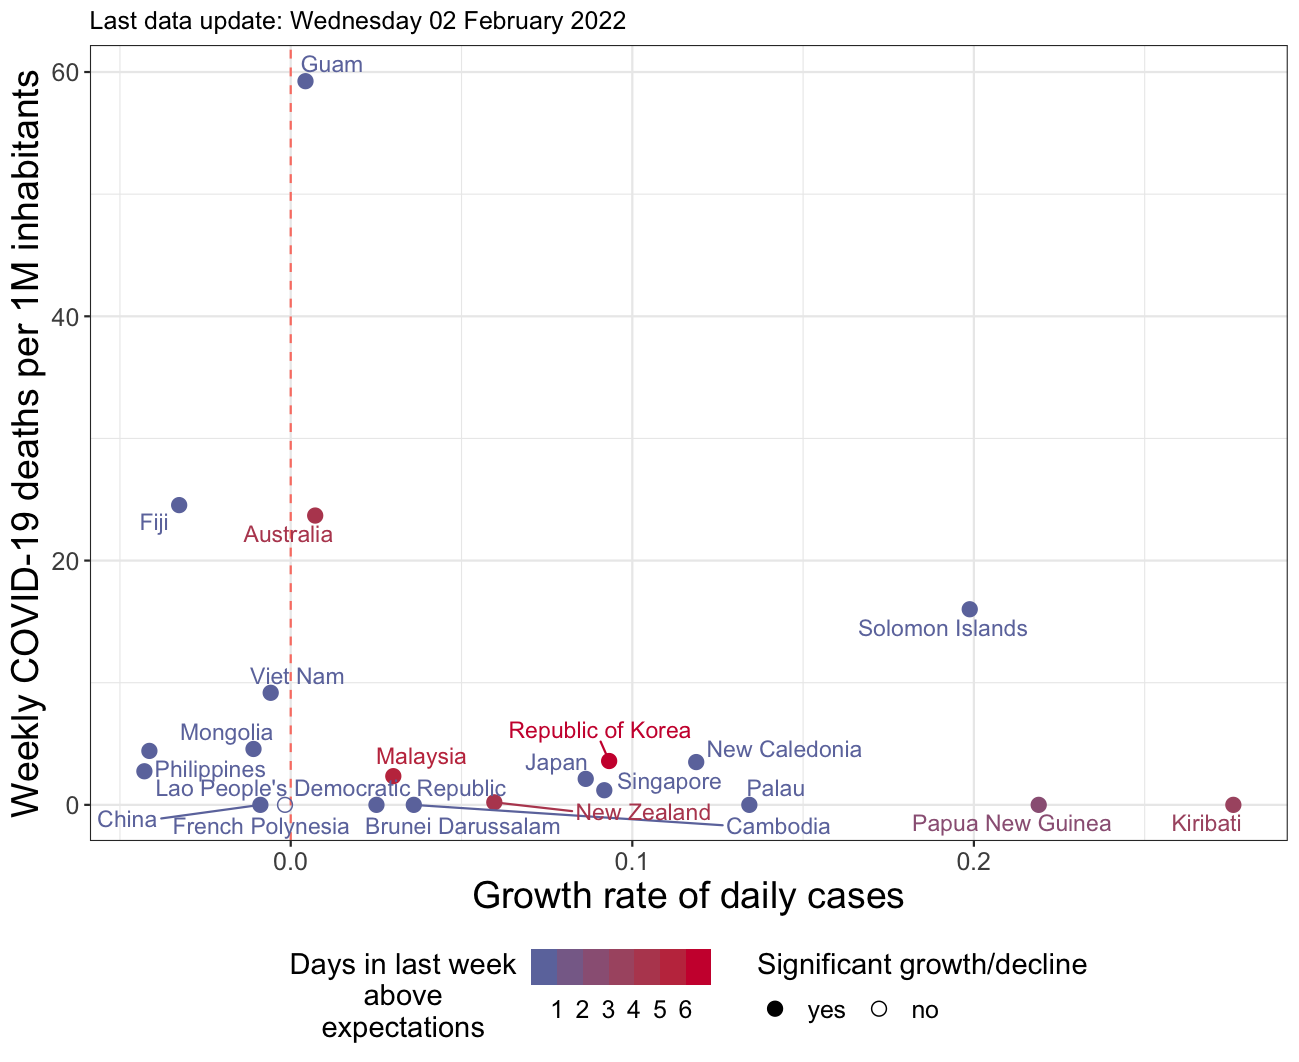 Last data update: Wednesday 02 February 2022
Weekly COVID-19 deaths per 1M inhabitants
60
40
20
0
Guam
Fiji
Australia
Solomon Islands
Viet Nam
Mongolia
Republic of Korea
New Caledonia
Malaysia
Japan
Philippines
Singapore
Lao People's Democratic Republic
Palau
China
New Zealand
French Polynesia
Brunei Darussalam
Cambodia
Papua New Guinea
Kiribati
0.0
0.1
0.2
Growth rate of daily cases
Days in last week
above
expectations
1 2 3 4 5 6
Significant growth/decline
yes
no